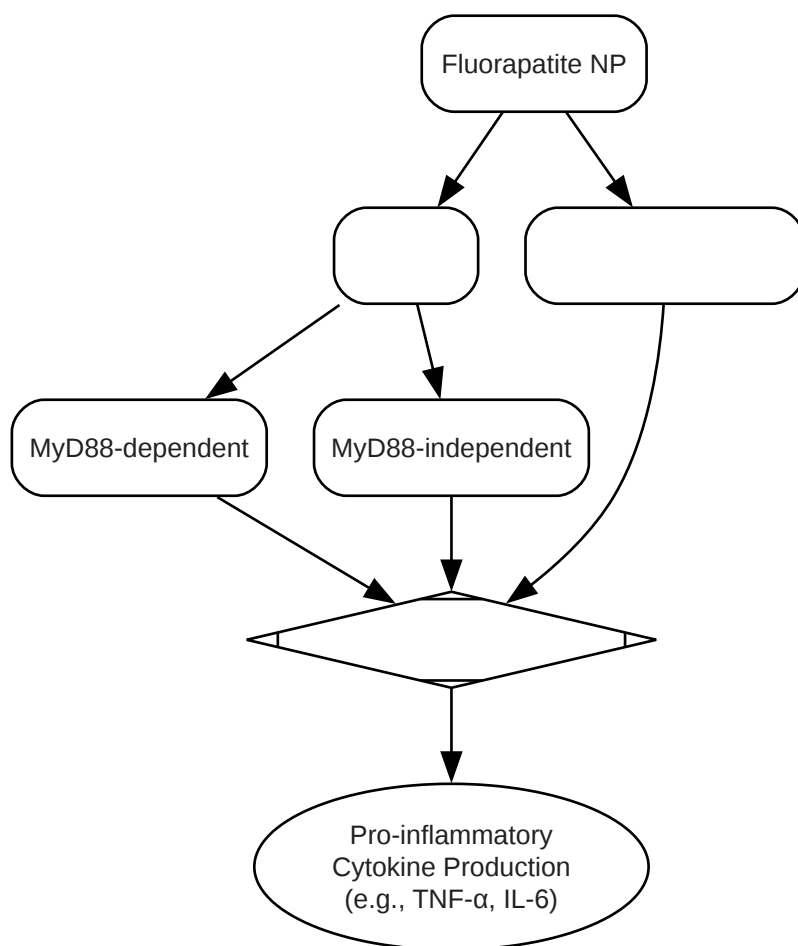 Fluorapatite NP
MyD88-dependent
MyD88-independent
Pro-inflammatory
Cytokine Production
(e.g., TNF-α, IL-6)